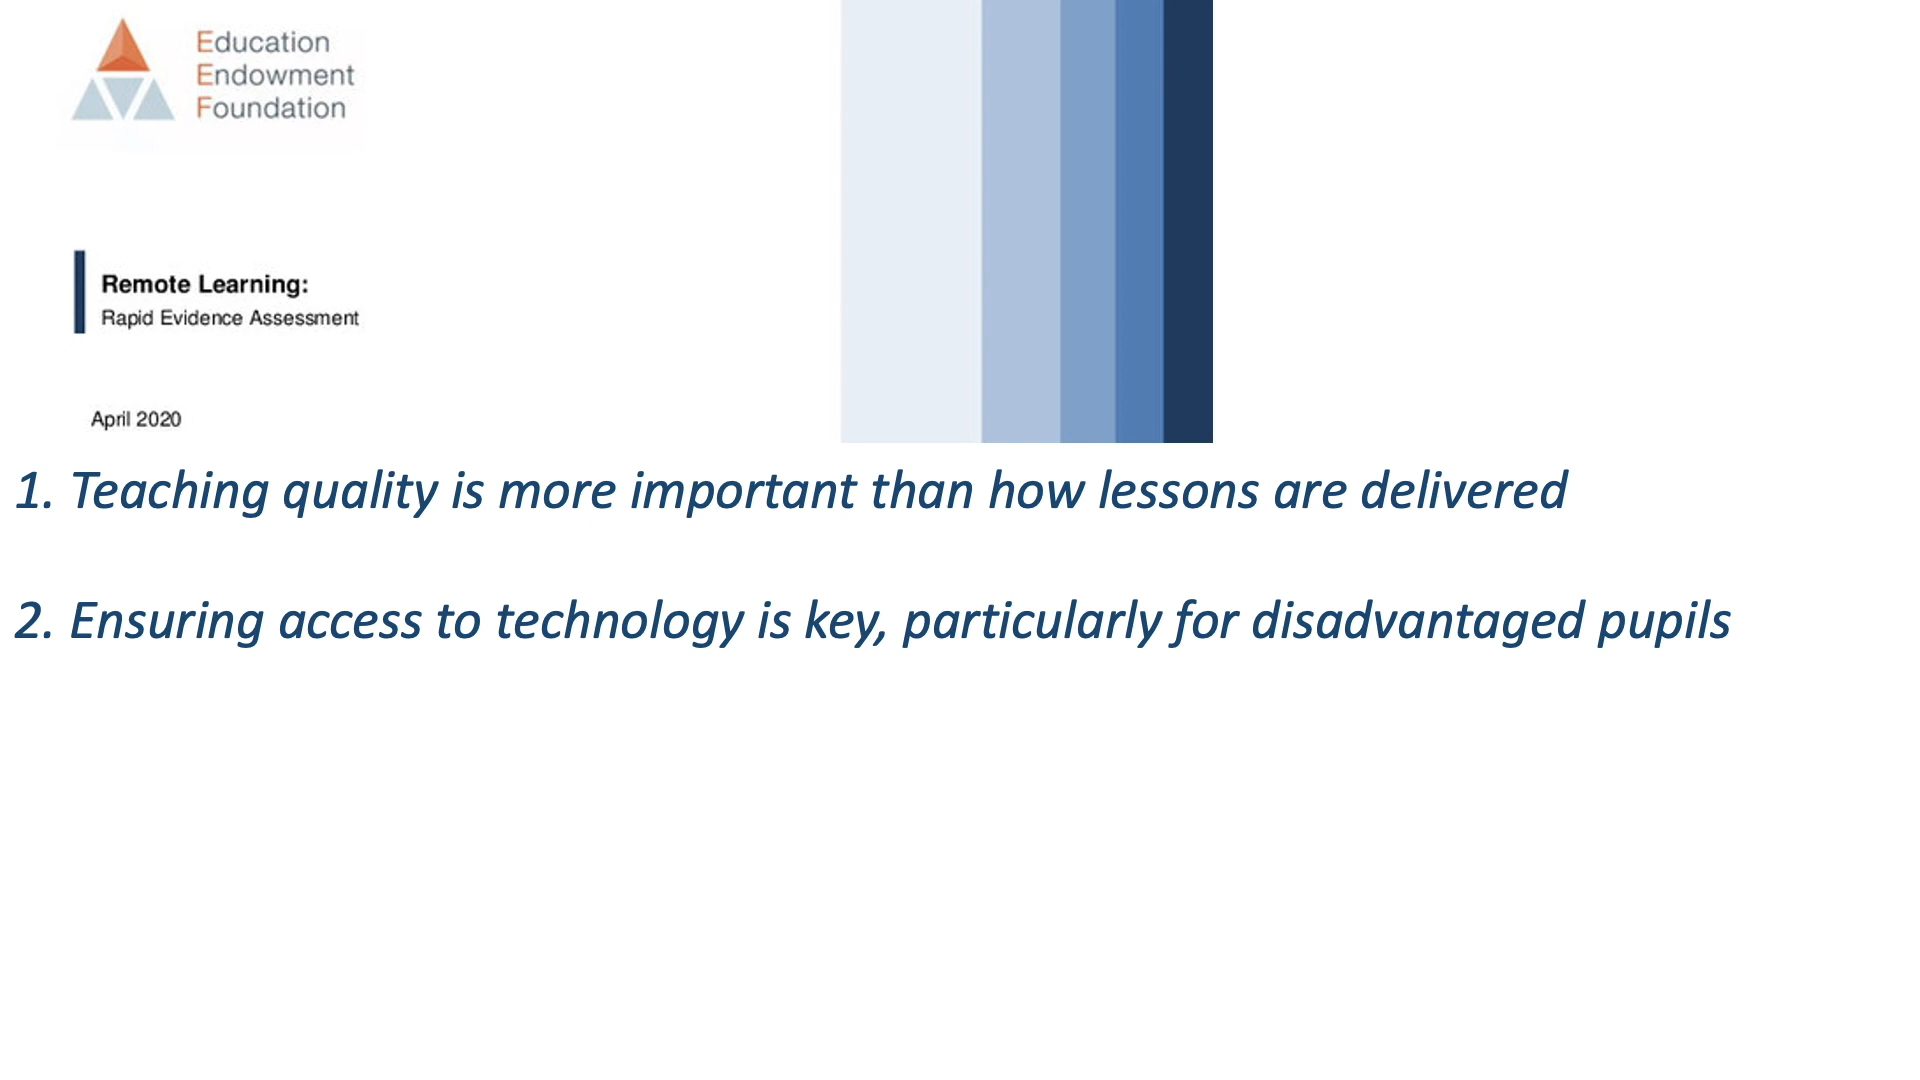 Education
Endowment
Foundation
Remote Learning:
Rapid Evidence Assessment
April 2020
1. Teaching quality is more important than how lessons are delivered
2. Ensuring access to technology is key, particularly for disadvantaged pupils